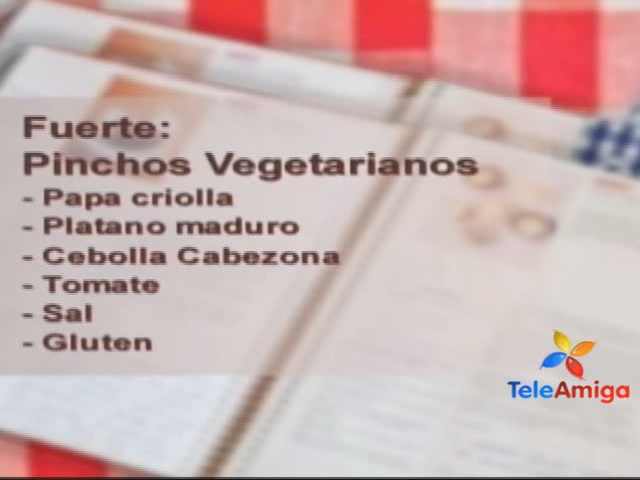 Fuerte:
Pinchos Vegetarianos
- Papa criolla
- Platano maduro
- Cebolla Cabezona
- Tomate
- Sal
- Gluten
TeleAmiga